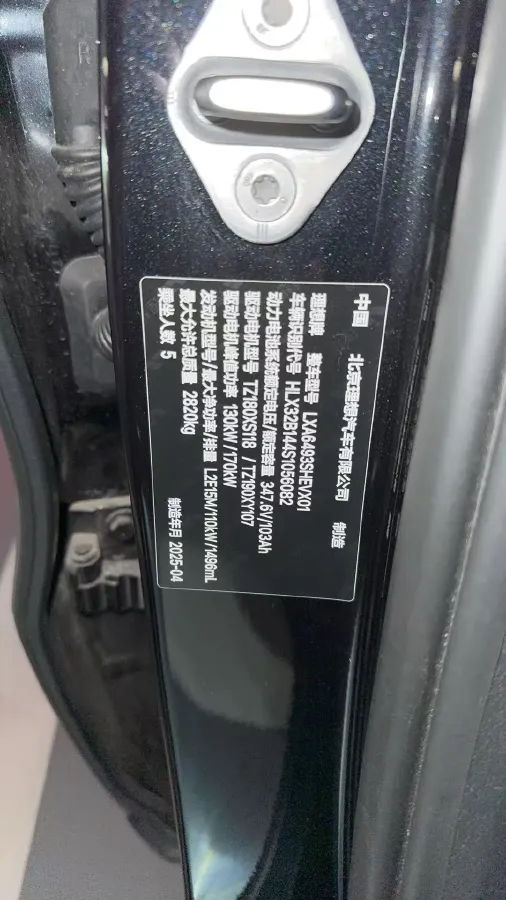 中国 北京理想汽车有限公司 制造
理想牌 整车型号 LXA6493SHEVX01
车辆识别代号 HLX32B144S1056082
动力电池系统额定电压/额定容量 347.6V/103Ah
驱动电机型号 TZ180XS118 / TZ190XY107
驱动电机峰值功率 130kW/170kW
发动机型号/最大净功率/排量 L2E15M/110kW/1496mL
最大允许总质量 2820kg
乘坐人数 5 制造年月 2025-04
R